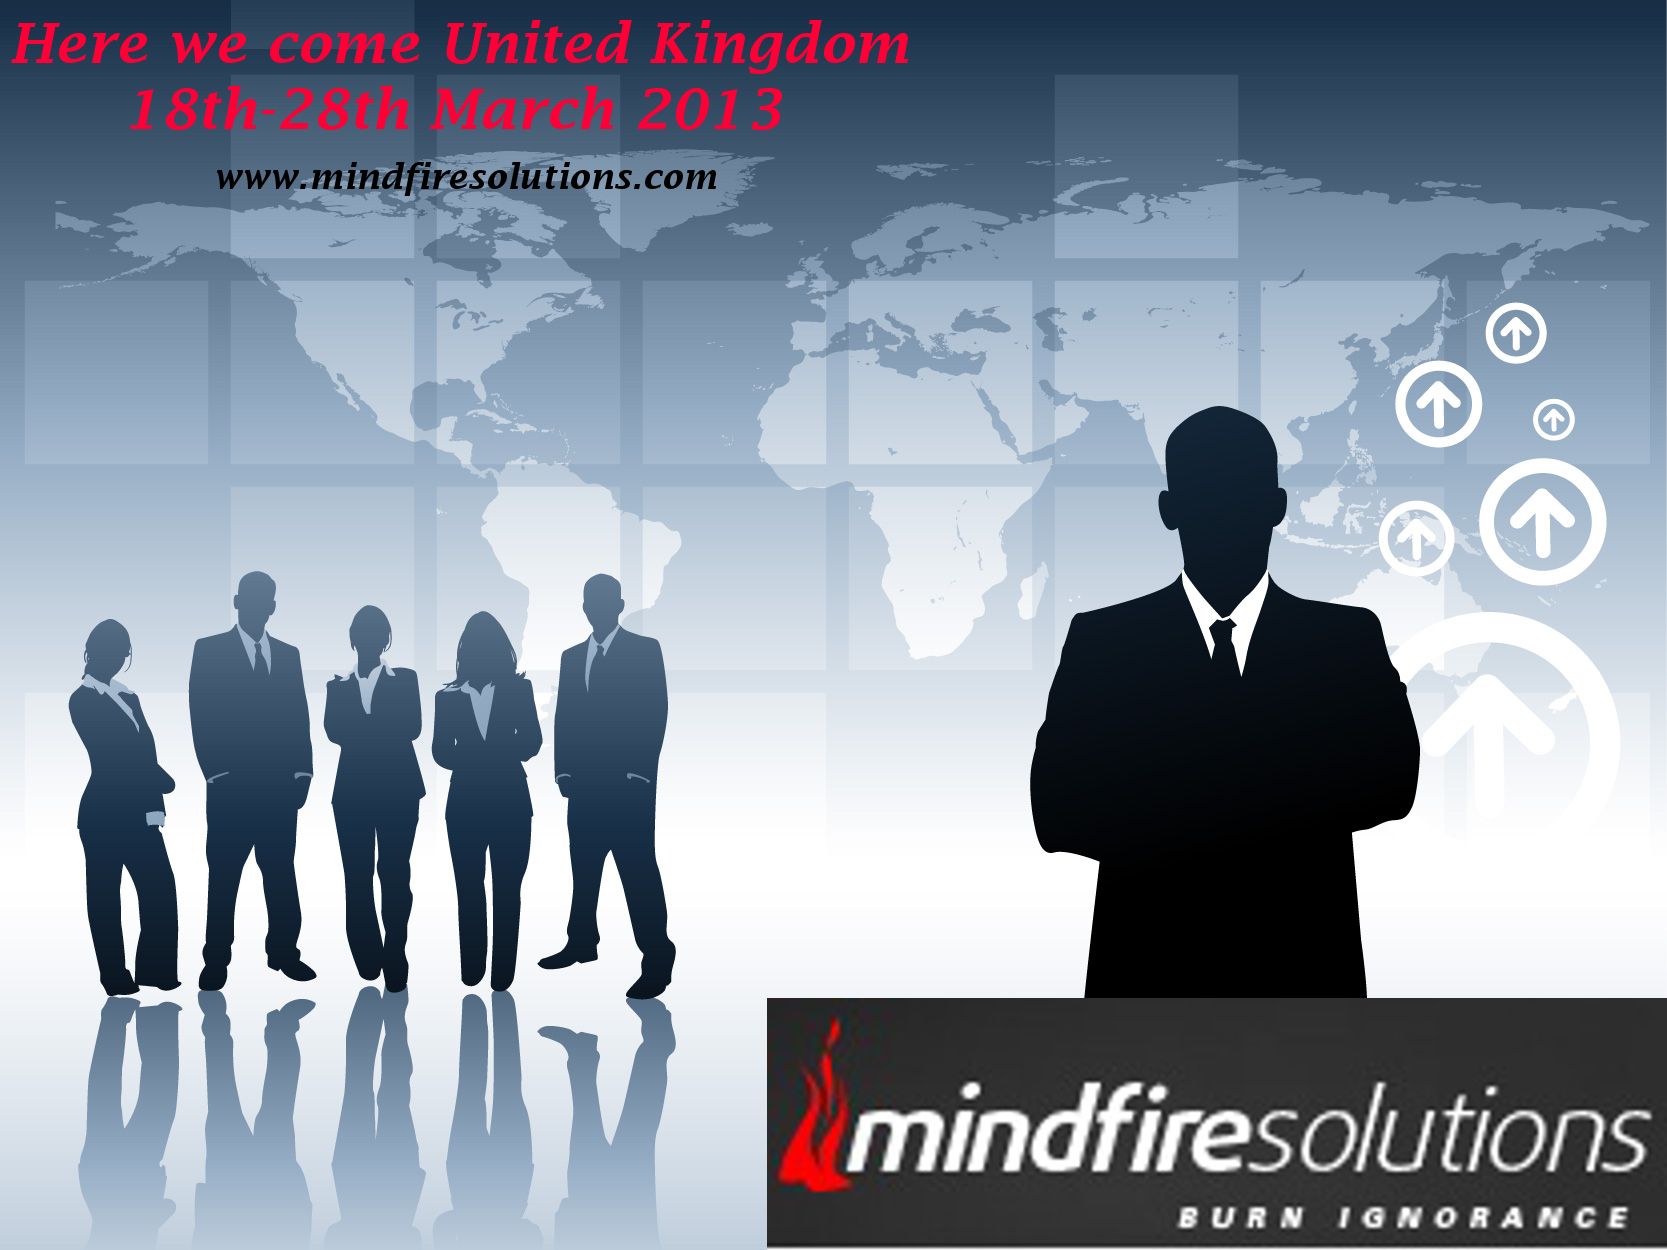 Here we come United Kingdom
18th-28th March 2013
www.mindfiresolutions.com
mindfiresolutions
BURN IGNORANCE